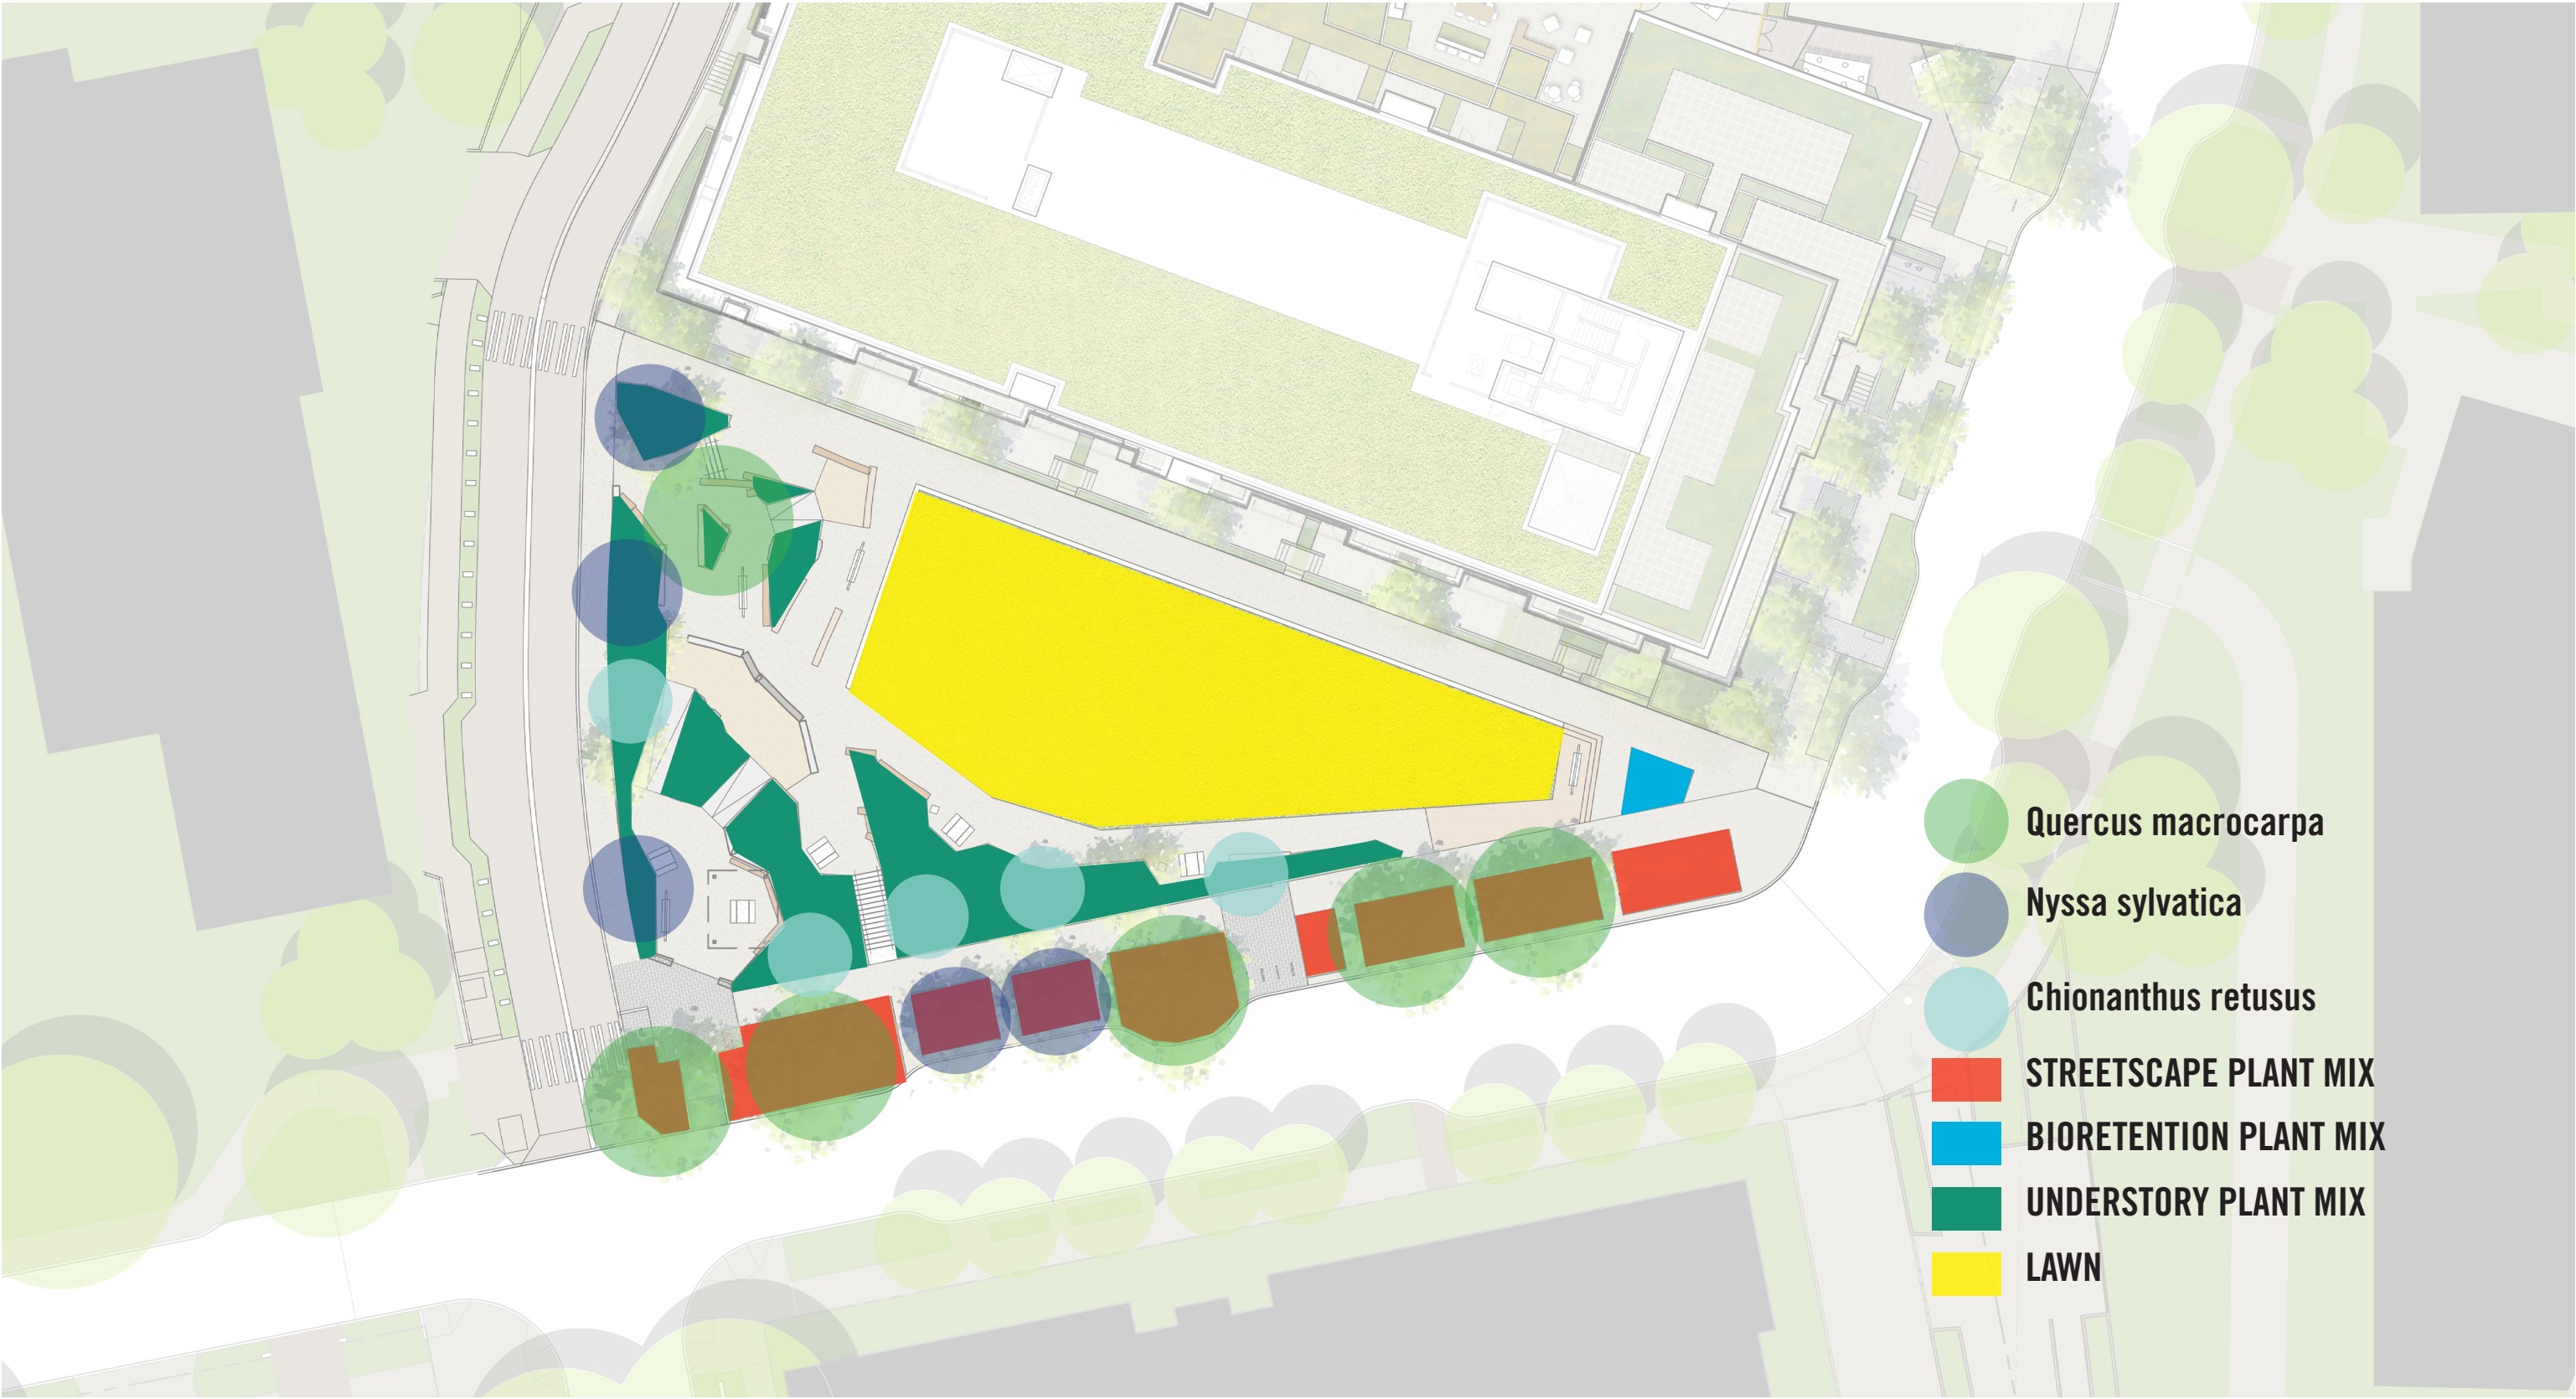 Quercus macrocarpa
Nyssa sylvatica
Chionanthus retusus
STREETSCAPE PLANT MIX
BIORETENTION PLANT MIX
UNDERSTORY PLANT MIX
LAWN